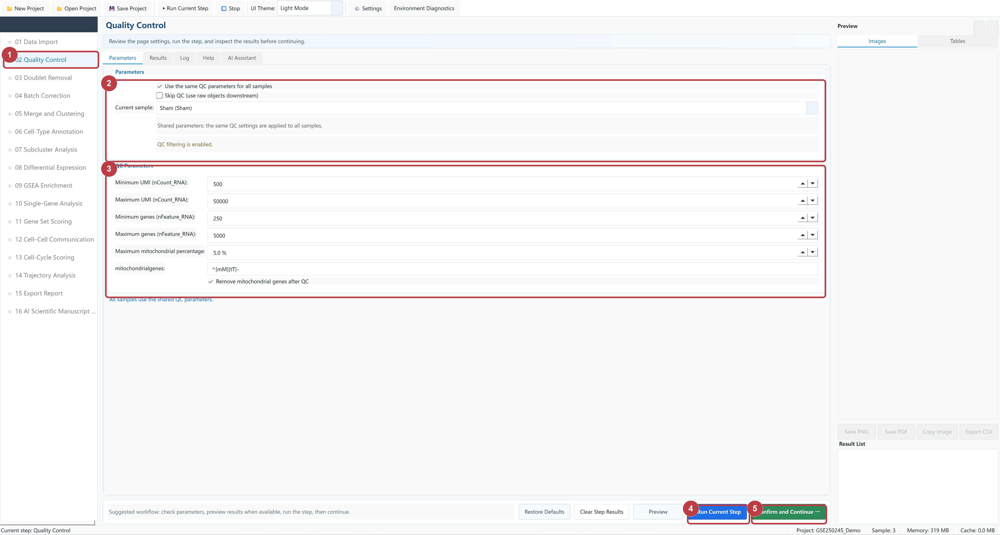 New Project
Open Project
Save Project
Run Current Step
Stop
UI Theme:
Light Mode
Settings
Environment Diagnostics
01 Data Import
1
02 Quality Control
03 Doublet Removal
04 Batch Correction
05 Merge and Clustering
06 Cell-Type Annotation
07 Subcluster Analysis
08 Differential Expression
09 GSEA Enrichment
10 Single-Gene Analysis
11 Gene Set Scoring
12 Cell–Cell Communication
13 Cell-Cycle Scoring
14 Trajectory Analysis
15 Export Report
16 AI Scientific Manuscript ...
Quality Control
Review the page settings, run the step, and inspect the results before continuing.
Parameters
Results
Log
Help
AI Assistant
Parameters
2
Use the same QC parameters for all samples
Skip QC (use raw objects downstream)
Current sample:
Sham (Sham)
Shared parameters: the same QC settings are applied to all samples.
QC filtering is enabled.
3
QC Parameters
Minimum UMI (nCount_RNA):
500
Maximum UMI (nCount_RNA):
50000
Minimum genes (nFeature_RNA):
250
Maximum genes (nFeature_RNA):
5000
Maximum mitochondrial percentage:
5.0 %
mitochondrialgenes:
^[mM][tT]-
Remove mitochondrial genes after QC
All samples use the shared QC parameters.
Suggested workflow: check parameters, preview results when available, run the step, then continue.
Restore Defaults
Clear Step Results
Preview
4
Run Current Step
5
nfirm and Continue →
Preview
Images
Tables
Save PNG
Save PDF
Copy Image
Export CSV
Result List
Current step: Quality Control
Project: GSE250245_Demo
Sample: 3
Memory: 319 MB
Cache: 0.0 MB